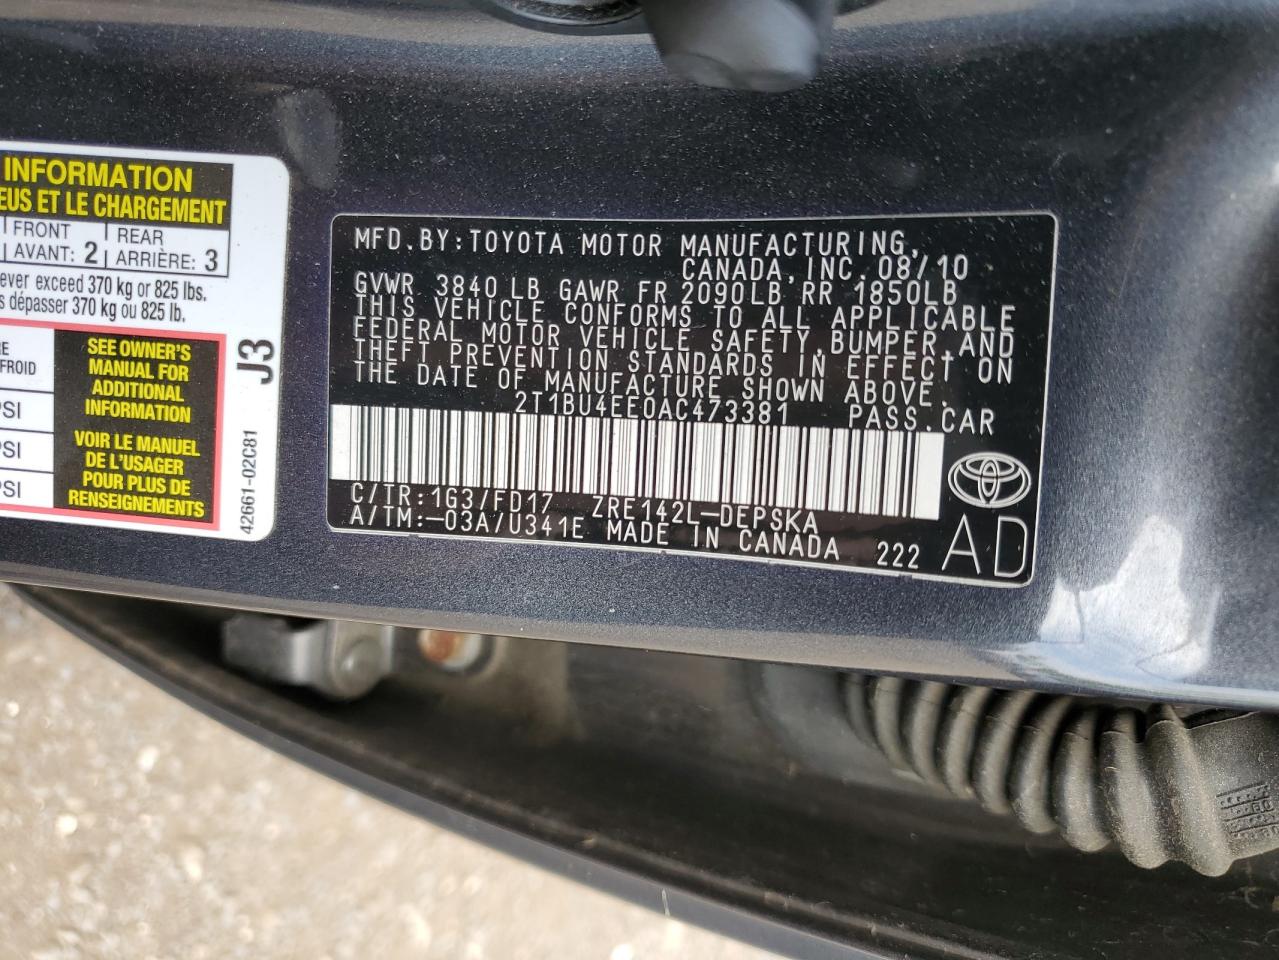 INFORMATION
EUS ET LE CHARGEMENT
FRONT REAR
AVANT: 2 ARRIÈRE: 3
ever exceed 370 kg or 825 lbs.
s dépasser 370 kg ou 825 lb.
RE
FROID
PSI
PSI
PSI
SEE OWNER'S
MANUAL FOR
ADDITIONAL
INFORMATION
VOIR LE MANUEL
DE L'USAGER
POUR PLUS DE
RENSEIGNEMENTS
J3
42661-02C81
MFD.BY:TOYOTA MOTOR MANUFACTURING,
CANADA,INC.08/10
GVWR 3840 LB GAWR FR 2090LB RR 1850LB
THIS VEHICLE CONFORMS TO ALL APPLICABLE
FEDERAL MOTOR VEHICLE SAFETY,BUMPER,AND
THEFT PREVENTION STANDARDS IN EFFECT ON
THE DATE OF MANUFACTURE SHOWN ABOVE.
2T1BU4EE0AC473381 PASS.CAR
C/TR:1G3/FD17 ZRE142L-DEPSKA
A/TM:-03A/U341E MADE IN CANADA 222
AD